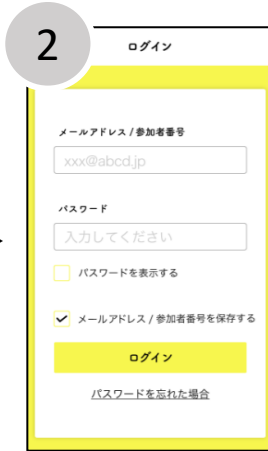 2
ログイン
メールアドレス / 参加者番号
xxx@abcd.jp
パスワード
入力してください
パスワードを表示する
メールアドレス / 参加者番号を保存する
ログイン
パスワードを忘れた場合